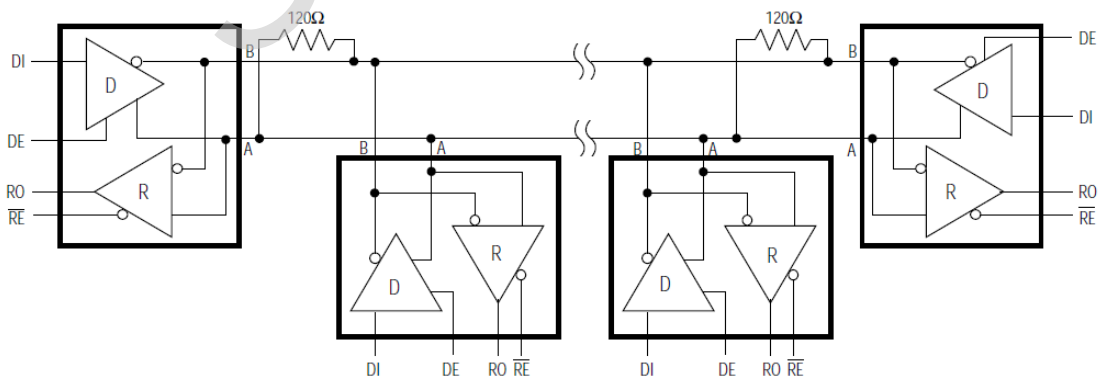 120Ω 120Ω
DI B B DE
D D
DI
DE
A B A B A A
RO R R RO
RE RE
R R
D D
DI DE RO RE DI DE RO RE